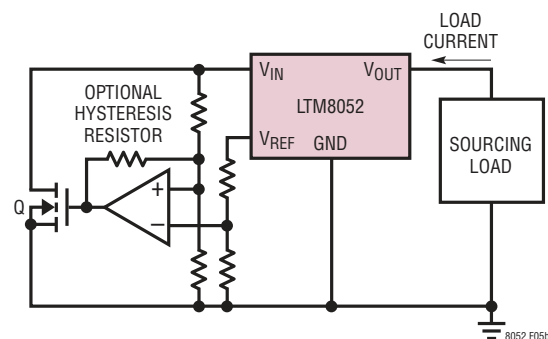 LOAD
CURRENT
VIN
VOUT
OPTIONAL
HYSTERESIS
RESISTOR
LTM8052
VREF
GND
SOURCING
LOAD
+
–
Q
8052 F05b